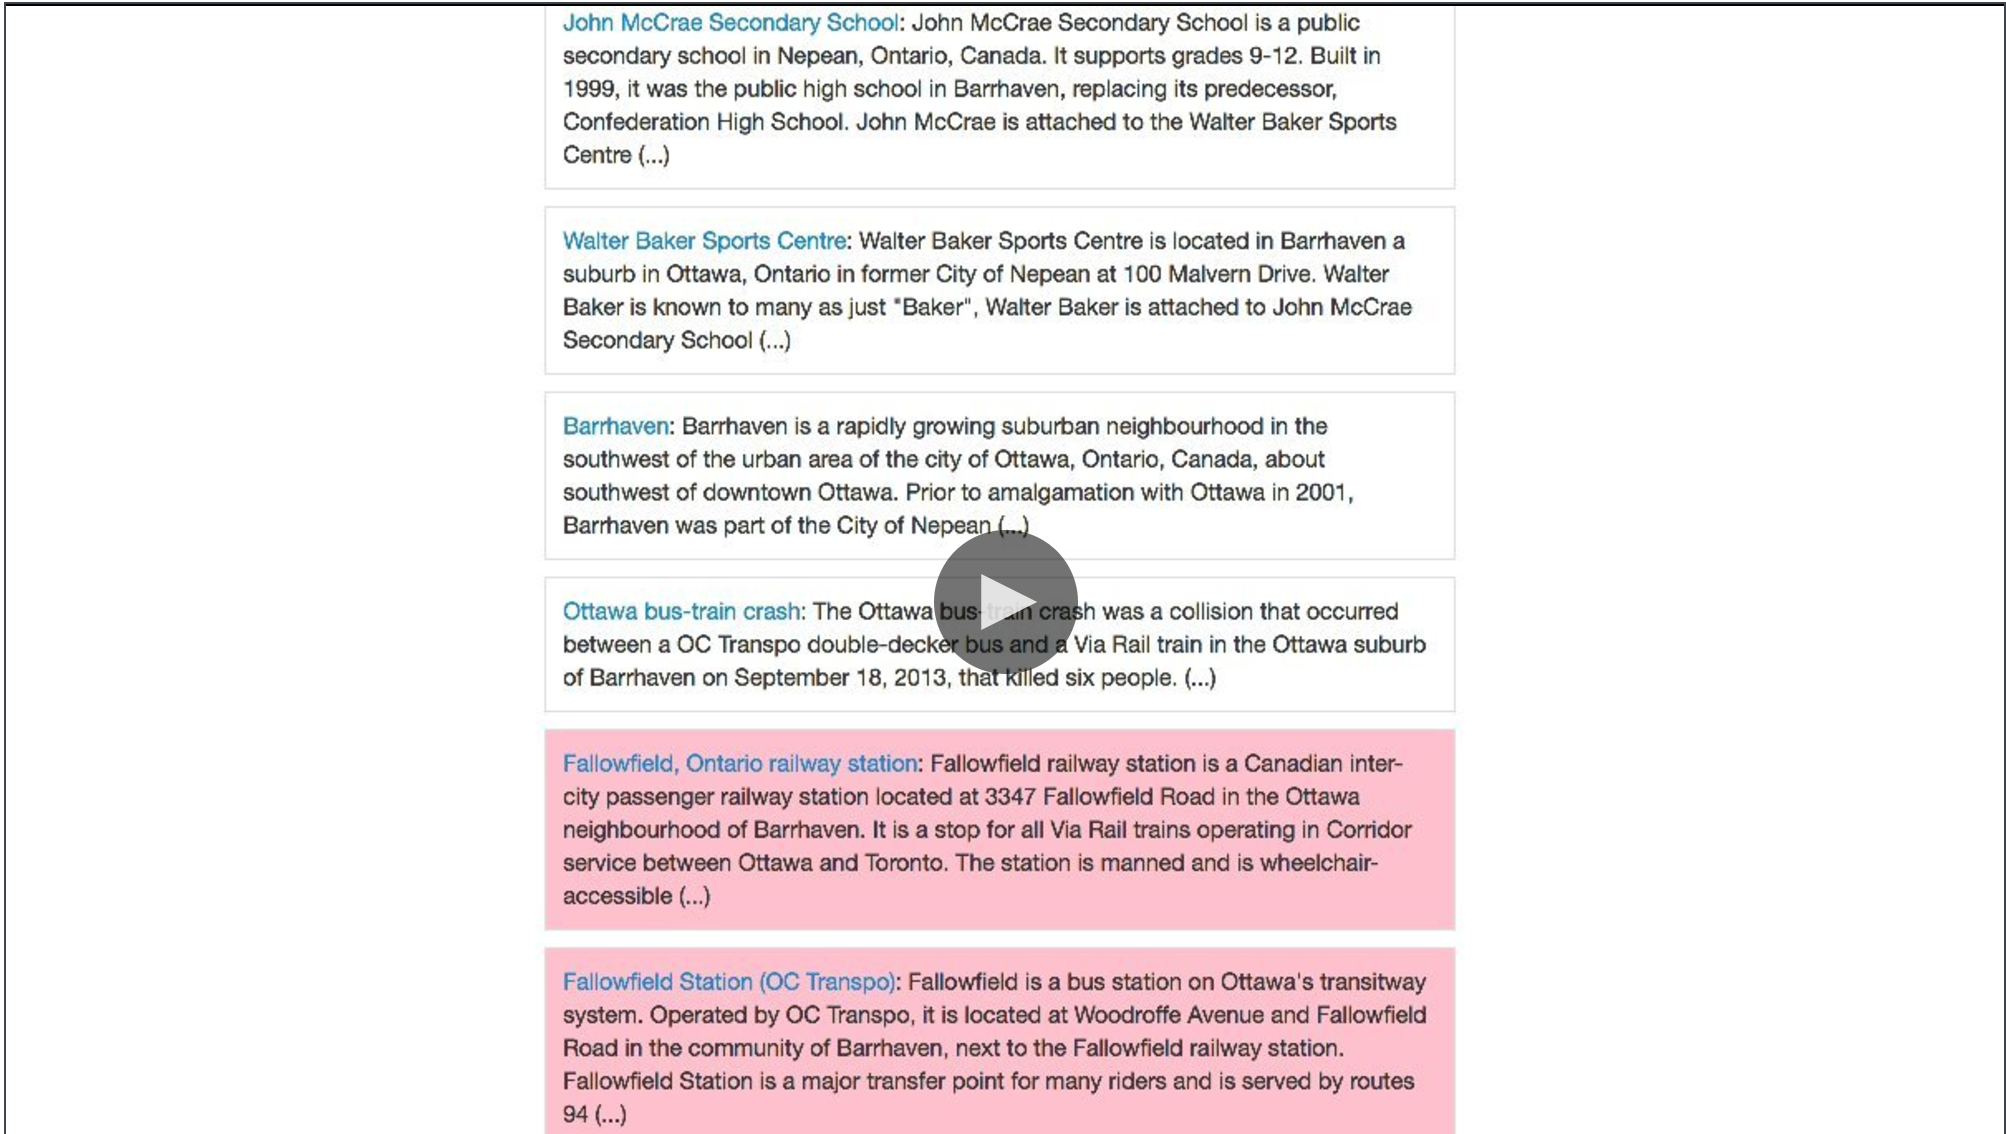 John McCrae Secondary School: John McCrae Secondary School is a public
secondary school in Nepean, Ontario, Canada. It supports grades 9-12. Built in
1999, it was the public high school in Barrhaven, replacing its predecessor,
Confederation High School. John McCrae is attached to the Walter Baker Sports
Centre (...)
Walter Baker Sports Centre: Walter Baker Sports Centre is located in Barrhaven a
suburb in Ottawa, Ontario in former City of Nepean at 100 Malvern Drive. Walter
Baker is known to many as just "Baker", Walter Baker is attached to John McCrae
Secondary School (...)
Barrhaven: Barrhaven is a rapidly growing suburban neighbourhood in the
southwest of the urban area of the city of Ottawa, Ontario, Canada, about
southwest of downtown Ottawa. Prior to amalgamation with Ottawa in 2001,
Barrhaven was part of the City of Nepean (...)
Ottawa bus-train crash: The Ottawa bus-train crash was a collision that occurred
between a OC Transpo double-decker bus and a Via Rail train in the Ottawa suburb
of Barrhaven on September 18, 2013, that killed six people. (...)
Fallowfield, Ontario railway station: Fallowfield railway station is a Canadian inter-
city passenger railway station located at 3347 Fallowfield Road in the Ottawa
neighbourhood of Barrhaven. It is a stop for all Via Rail trains operating in Corridor
service between Ottawa and Toronto. The station is manned and is wheelchair-
accessible (...)
Fallowfield Station (OC Transpo): Fallowfield is a bus station on Ottawa's transitway
system. Operated by OC Transpo, it is located at Woodroffe Avenue and Fallowfield
Road in the community of Barrhaven, next to the Fallowfield railway station.
Fallowfield Station is a major transfer point for many riders and is served by routes
94 (...)